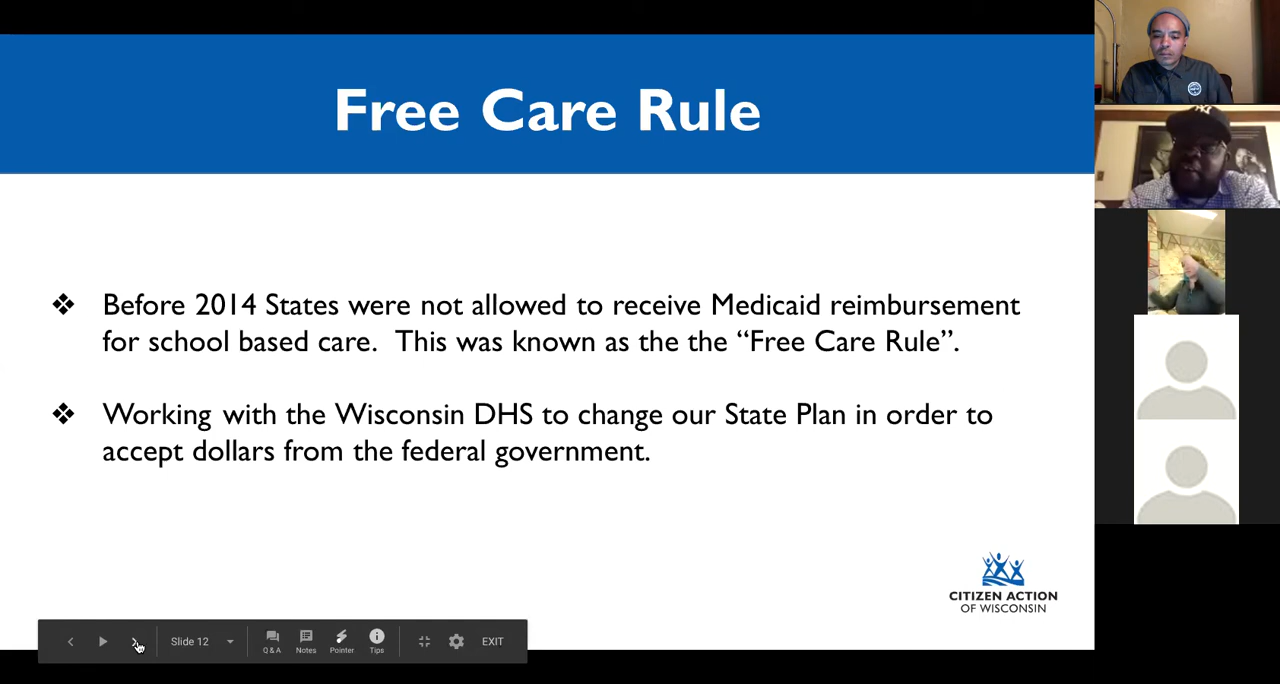 Free Care Rule
Before 2014 States were not allowed to receive Medicaid reimbursement
for school based care.  This was known as the the “Free Care Rule”.
Working with the Wisconsin DHS to change our State Plan in order to
accept dollars from the federal government.
CITIZEN ACTION
OF WISCONSIN
Slide 12
Q & A
Notes
Pointer
Tips
EXIT